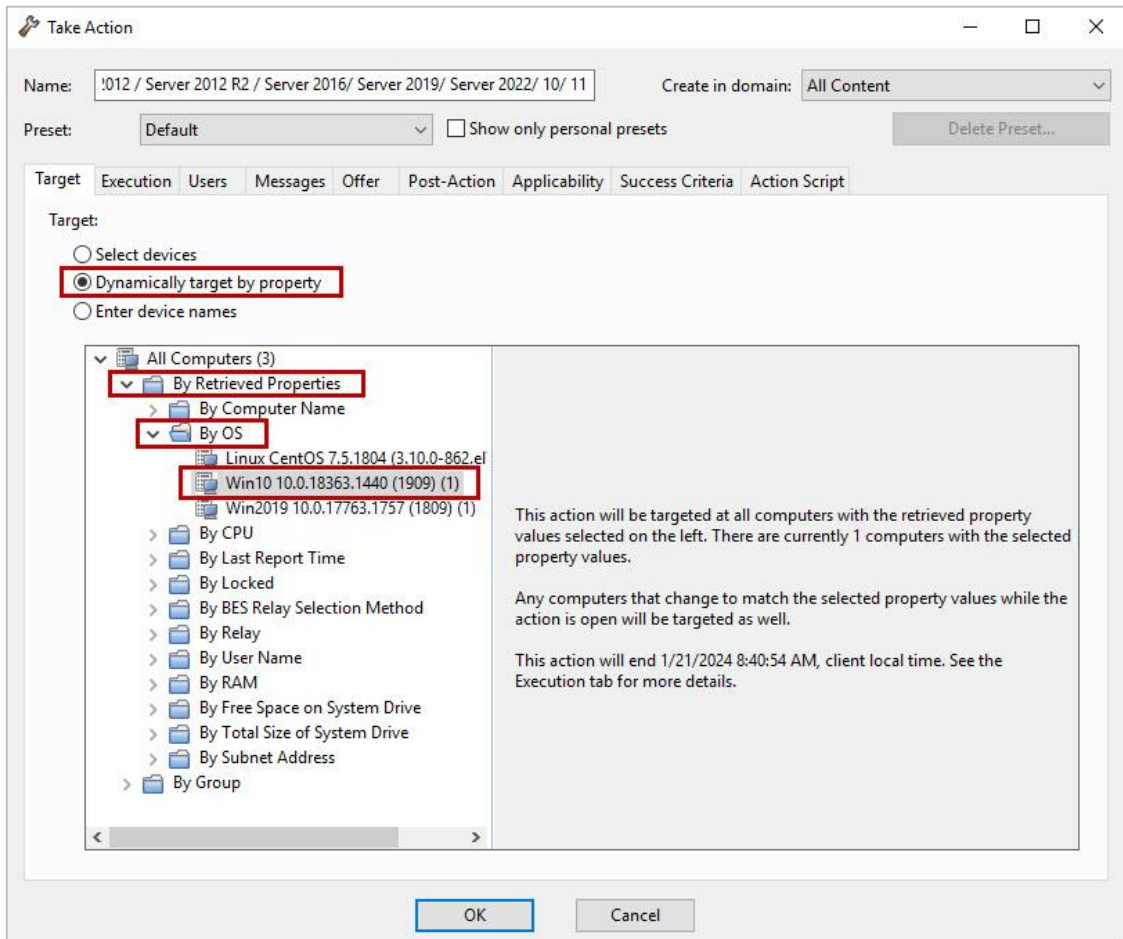 Take Action
Name: !012 / Server 2012 R2 / Server 2016/ Server 2019/ Server 2022/ 10/ 11 Create in domain: All Content
Preset: Default Show only personal presets Delete Preset...
Target Execution Users Messages Offer Post-Action Applicability Success Criteria Action Script
Target:
Select devices
Dynamically target by property
Enter device names
All Computers (3)
By Retrieved Properties
By Computer Name
By OS
Linux CentOS 7.5.1804 (3.10.0-862.el
Win10 10.0.18363.1440 (1909) (1)
Win2019 10.0.17763.1757 (1809) (1)
By CPU
By Last Report Time
By Locked
By BES Relay Selection Method
By Relay
By User Name
By RAM
By Free Space on System Drive
By Total Size of System Drive
By Subnet Address
By Group
This action will be targeted at all computers with the retrieved property
values selected on the left. There are currently 1 computers with the selected
property values.
Any computers that change to match the selected property values while the
action is open will be targeted as well.
This action will end 1/21/2024 8:40:54 AM, client local time. See the
Execution tab for more details.
OK Cancel